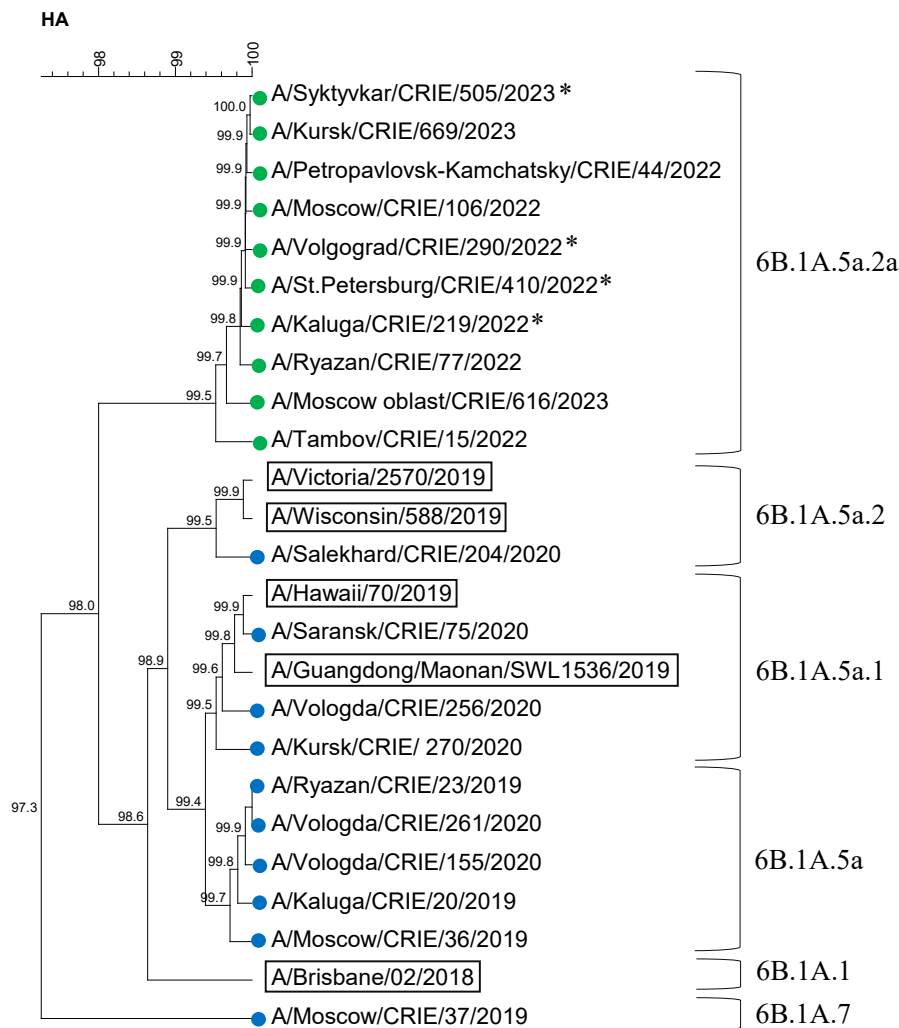 HA
98
99
100
A/Syktyvkar/CRIE/505/2023 *
100.0
A/Kursk/CRIE/669/2023
99.9
A/Petropavlovsk-Kamchatsky/CRIE/44/2022
99.9
A/Moscow/CRIE/106/2022
99.9
A/Volgograd/CRIE/290/2022 *
99.9
6B.1A.5a.2a
A/St.Petersburg/CRIE/410/2022 *
99.9
A/Kaluga/CRIE/219/2022 *
99.8
A/Ryazan/CRIE/77/2022
99.7
A/Moscow oblast/CRIE/616/2023
99.5
A/Tambov/CRIE/15/2022
A/Victoria/2570/2019
99.9
A/Wisconsin/588/2019
99.5
6B.1A.5a.2
A/Salekhard/CRIE/204/2020
A/Hawaii/70/2019
99.9
98.0
A/Saransk/CRIE/75/2020
99.8
A/Guangdong/Maonan/SWL1536/2019
98.9
99.6
6B.1A.5a.1
A/Vologda/CRIE/256/2020
99.5
A/Kursk/CRIE/ 270/2020
A/Ryazan/CRIE/23/2019
97.3
98.6
99.4
A/Vologda/CRIE/261/2020
99.9
A/Vologda/CRIE/155/2020
99.8
6B.1A.5a
A/Kaluga/CRIE/20/2019
99.7
A/Moscow/CRIE/36/2019
A/Brisbane/02/2018
6B.1A.1
A/Moscow/CRIE/37/2019
6B.1A.7